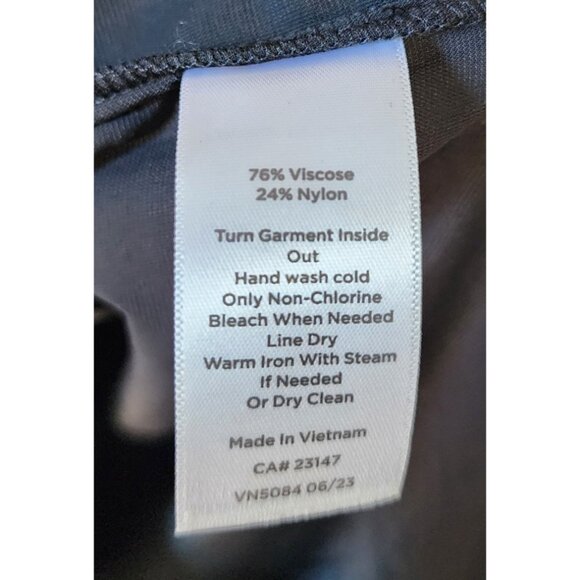 76% Viscose
24% Nylon
Turn Garment Inside
Out
Hand wash cold
Only Non-Chlorine
Bleach When Needed
Line Dry
Warm Iron With Steam
If Needed
Or Dry Clean
Made In Vietnam
CA# 23147
VN5084 06/23